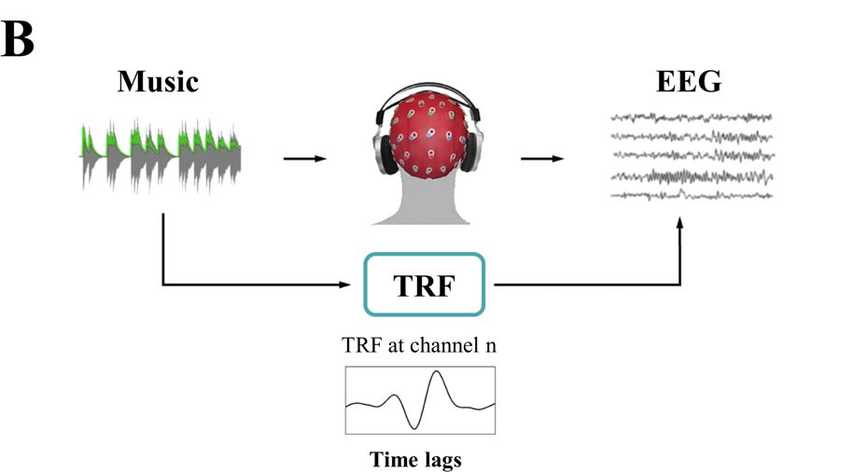 B
Music
EEG
TRF
TRF at channel n
Time lags